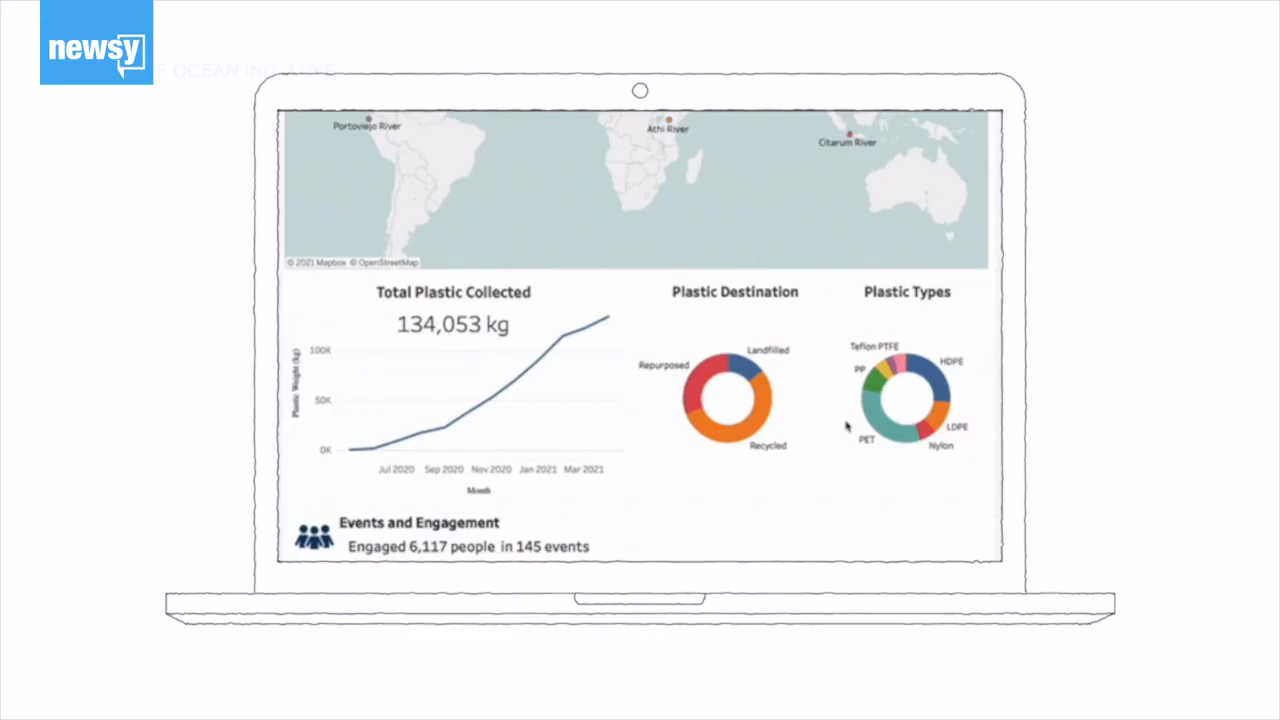 newsy
OCEAN
Portoviejo River
Athi River
Citarum River
© 2021 Mapbox © OpenStreetMap
Total Plastic Collected
134,053 kg
Plastic Weight (kg)
100K
50K
0K
Jul 2020 Sep 2020 Nov 2020 Jan 2021 Mar 2021
Month
Plastic Destination
Landfilled
Repurposed
Recycled
Plastic Types
Teflon PTFE
HDPE
PP
LDPE
PET
Nylon
Events and Engagement
Engaged 6,117 people in 145 events